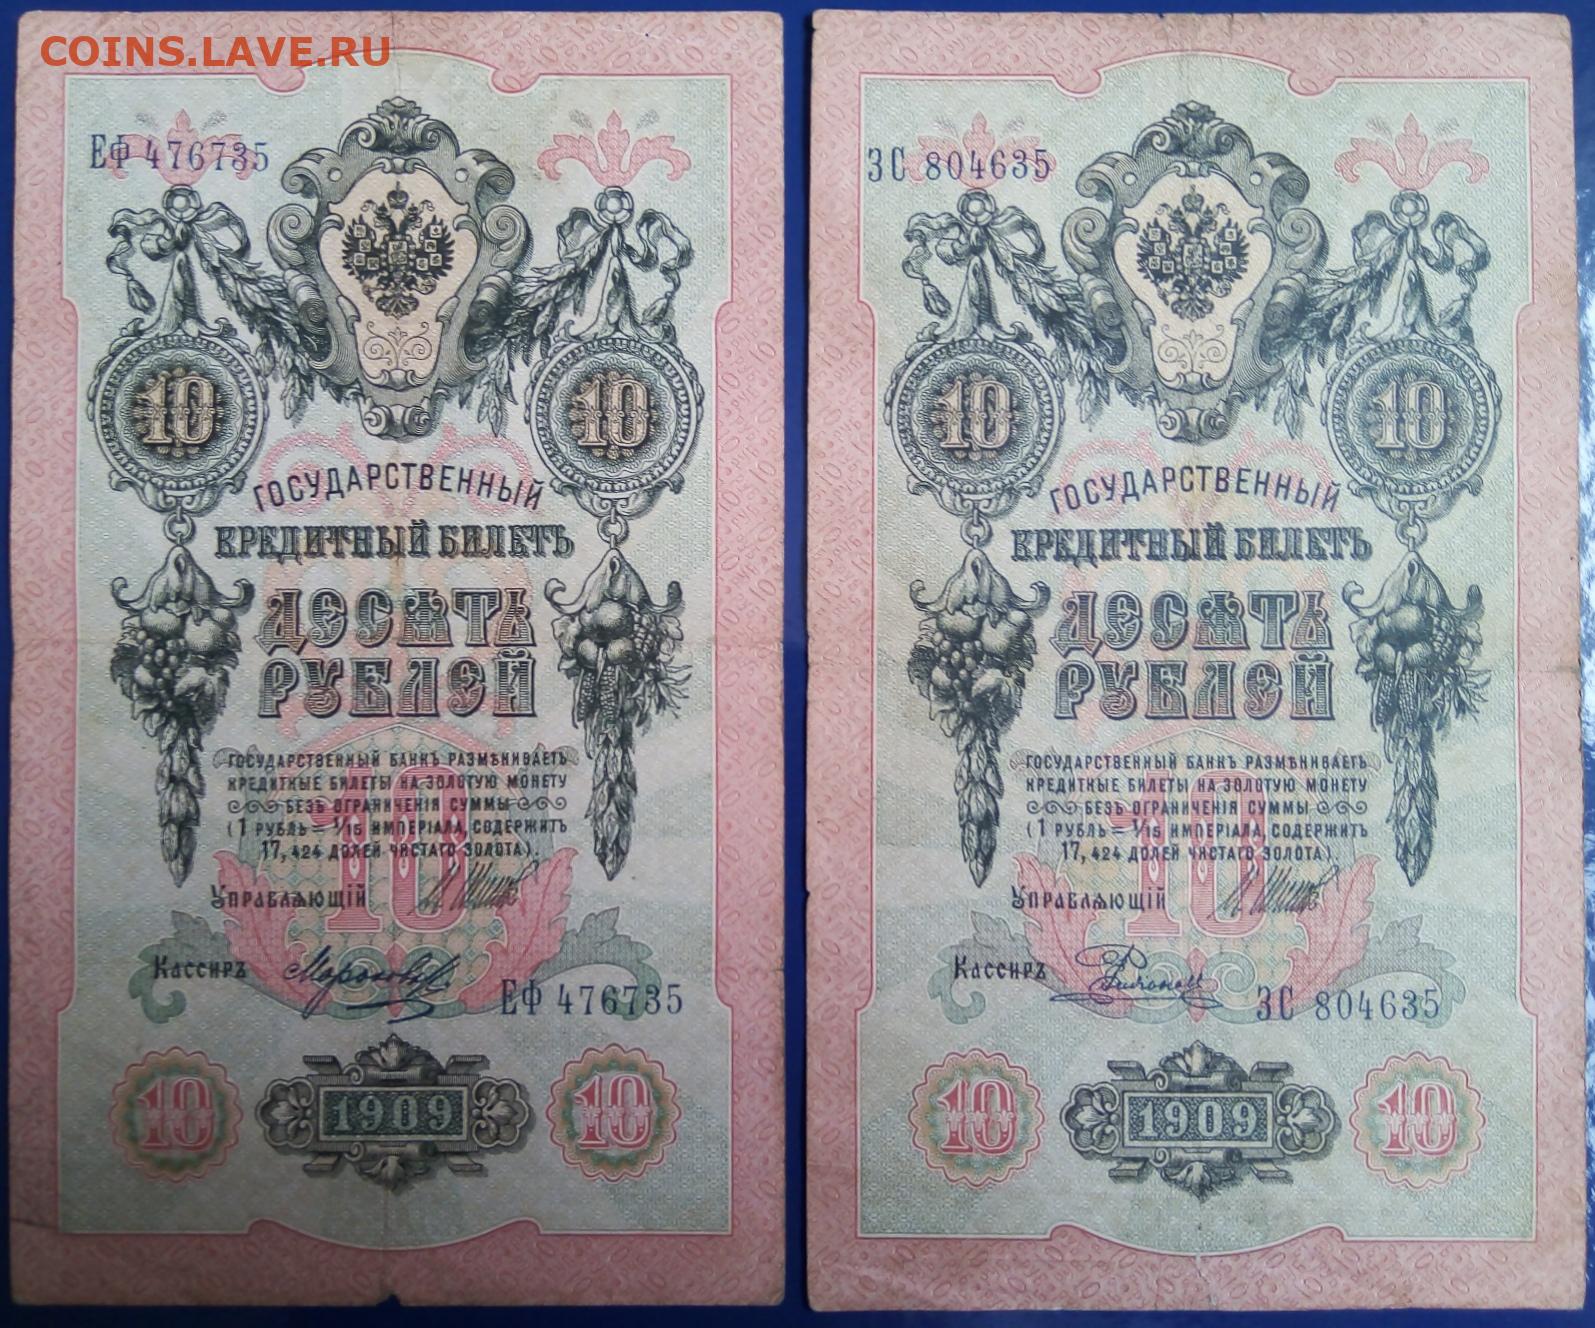 COINS.LAVE.RU
ЕФ 476735
10 10
ГОСУДАРСТВЕННЫЙ
КРЕДИТНЫЙ БИЛЕТЪ
ДЕСЯТЬ
РУБЛЕЙ
ГОСУДАРСТВЕННЫЙ БАНКЪ РАЗМѢНИВАЕТЪ
КРЕДИТНЫЕ БИЛЕТЫ НА ЗОЛОТУЮ МОНЕТУ
БЕЗЪ ОГРАНИЧЕНІЯ СУММЫ
(1 РУБЛЬ = 1/15 ИМПЕРІАЛА, СОДЕРЖИТЪ
17,424 ДОЛЕЙ ЧИСТАГО ЗОЛОТА).
10
УПРАВЛЯЮЩІЙ
КАССИРЪ
ЕФ 476735
10 1909 10
ЗС 804635
10 10
ГОСУДАРСТВЕННЫЙ
КРЕДИТНЫЙ БИЛЕТЪ
ДЕСЯТЬ
РУБЛЕЙ
ГОСУДАРСТВЕННЫЙ БАНКЪ РАЗМѢНИВАЕТЪ
КРЕДИТНЫЕ БИЛЕТЫ НА ЗОЛОТУЮ МОНЕТУ
БЕЗЪ ОГРАНИЧЕНІЯ СУММЫ
(1 РУБЛЬ = 1/15 ИМПЕРІАЛА, СОДЕРЖИТЪ
17,424 ДОЛЕЙ ЧИСТАГО ЗОЛОТА).
10
УПРАВЛЯЮЩІЙ
КАССИРЪ
ЗС 804635
10 1909 10